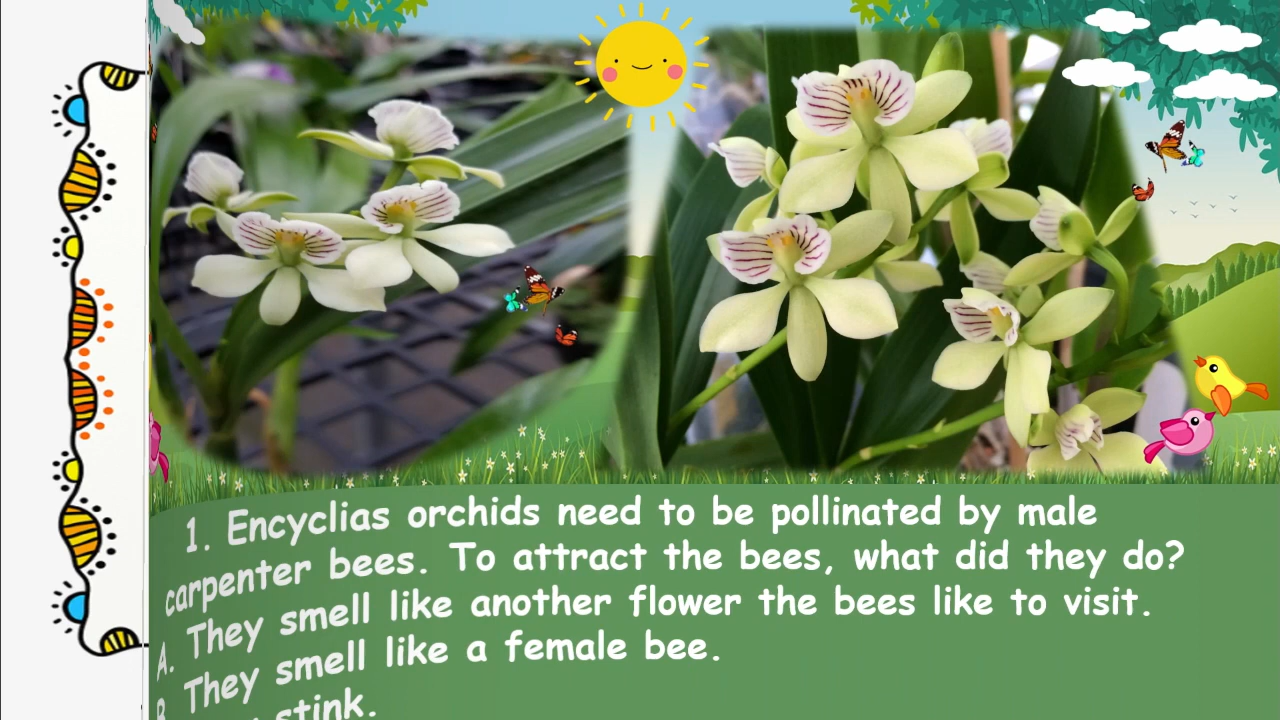 1. Encyclias orchids need to be pollinated by male
carpenter bees. To attract the bees, what did they do?
A. They smell like another flower the bees like to visit.
B. They smell like a female bee.
stink.